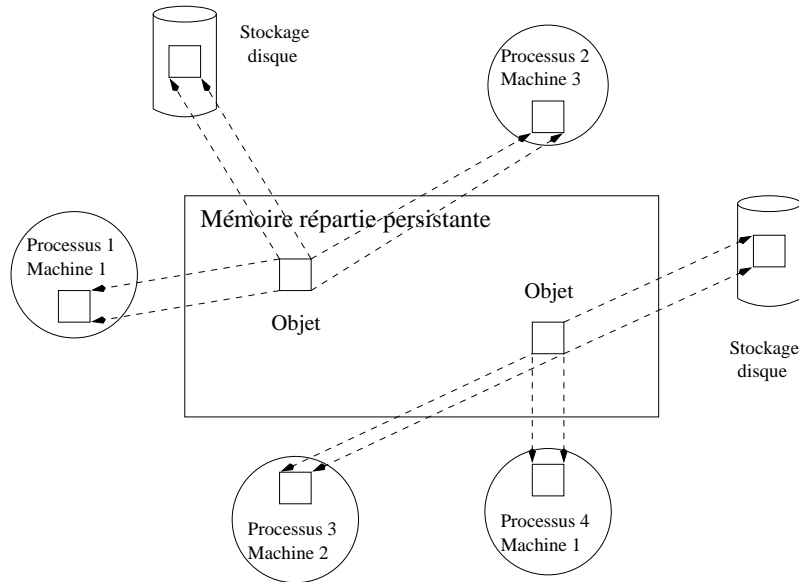 Stockage
disque
Processus 2
Machine 3
Mémoire répartie persistante
Processus 1
Machine 1
Objet
Objet
Stockage
disque
Processus 3
Machine 2
Processus 4
Machine 1